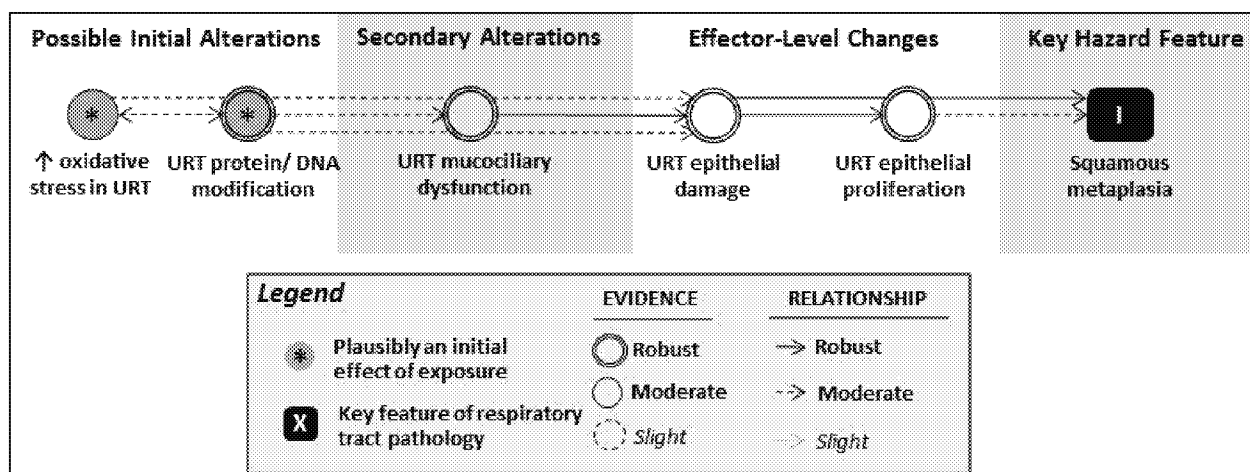 Possible Initial Alterations
Secondary Alterations
Effector-Level Changes
Key Hazard Feature
*
*
I
↑ oxidative
stress in URT
URT protein/ DNA
modification
URT mucociliary
dysfunction
URT epithelial
damage
URT epithelial
proliferation
Squamous
metaplasia
Legend
* Plausibly an initial
effect of exposure
X Key feature of respiratory
tract pathology
EVIDENCE
Robust
Moderate
Slight
RELATIONSHIP
Robust
Moderate
Slight